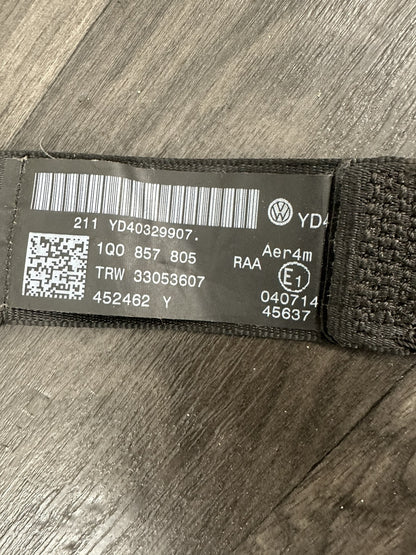 YD4
211 YD40329907.
1Q0 857 805 RAA Aer4m
TRW 33053607 E1
452462 Y 040714
45637